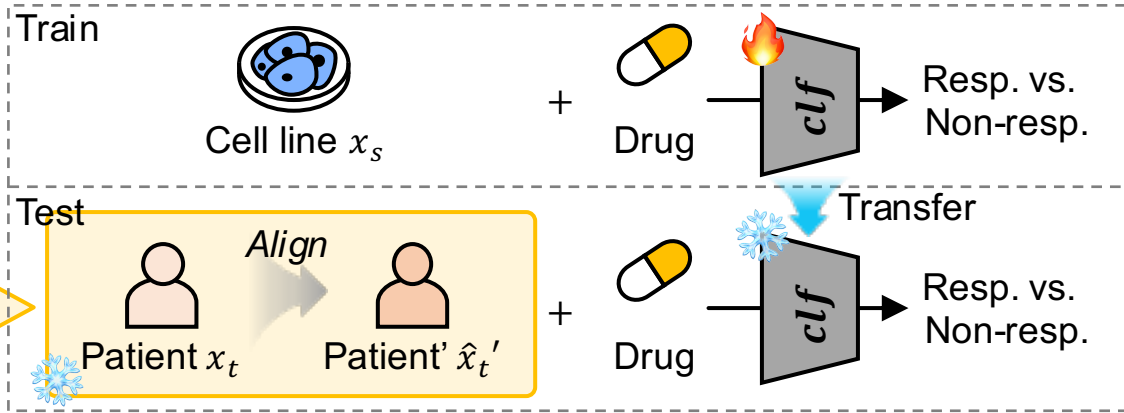 Train
+
clf
Resp. vs.
Non-resp.
Cell line x_s
Drug
Test
Transfer
Align
+
clf
Resp. vs.
Non-resp.
Patient x_t
Patient' x̂_t'
Drug